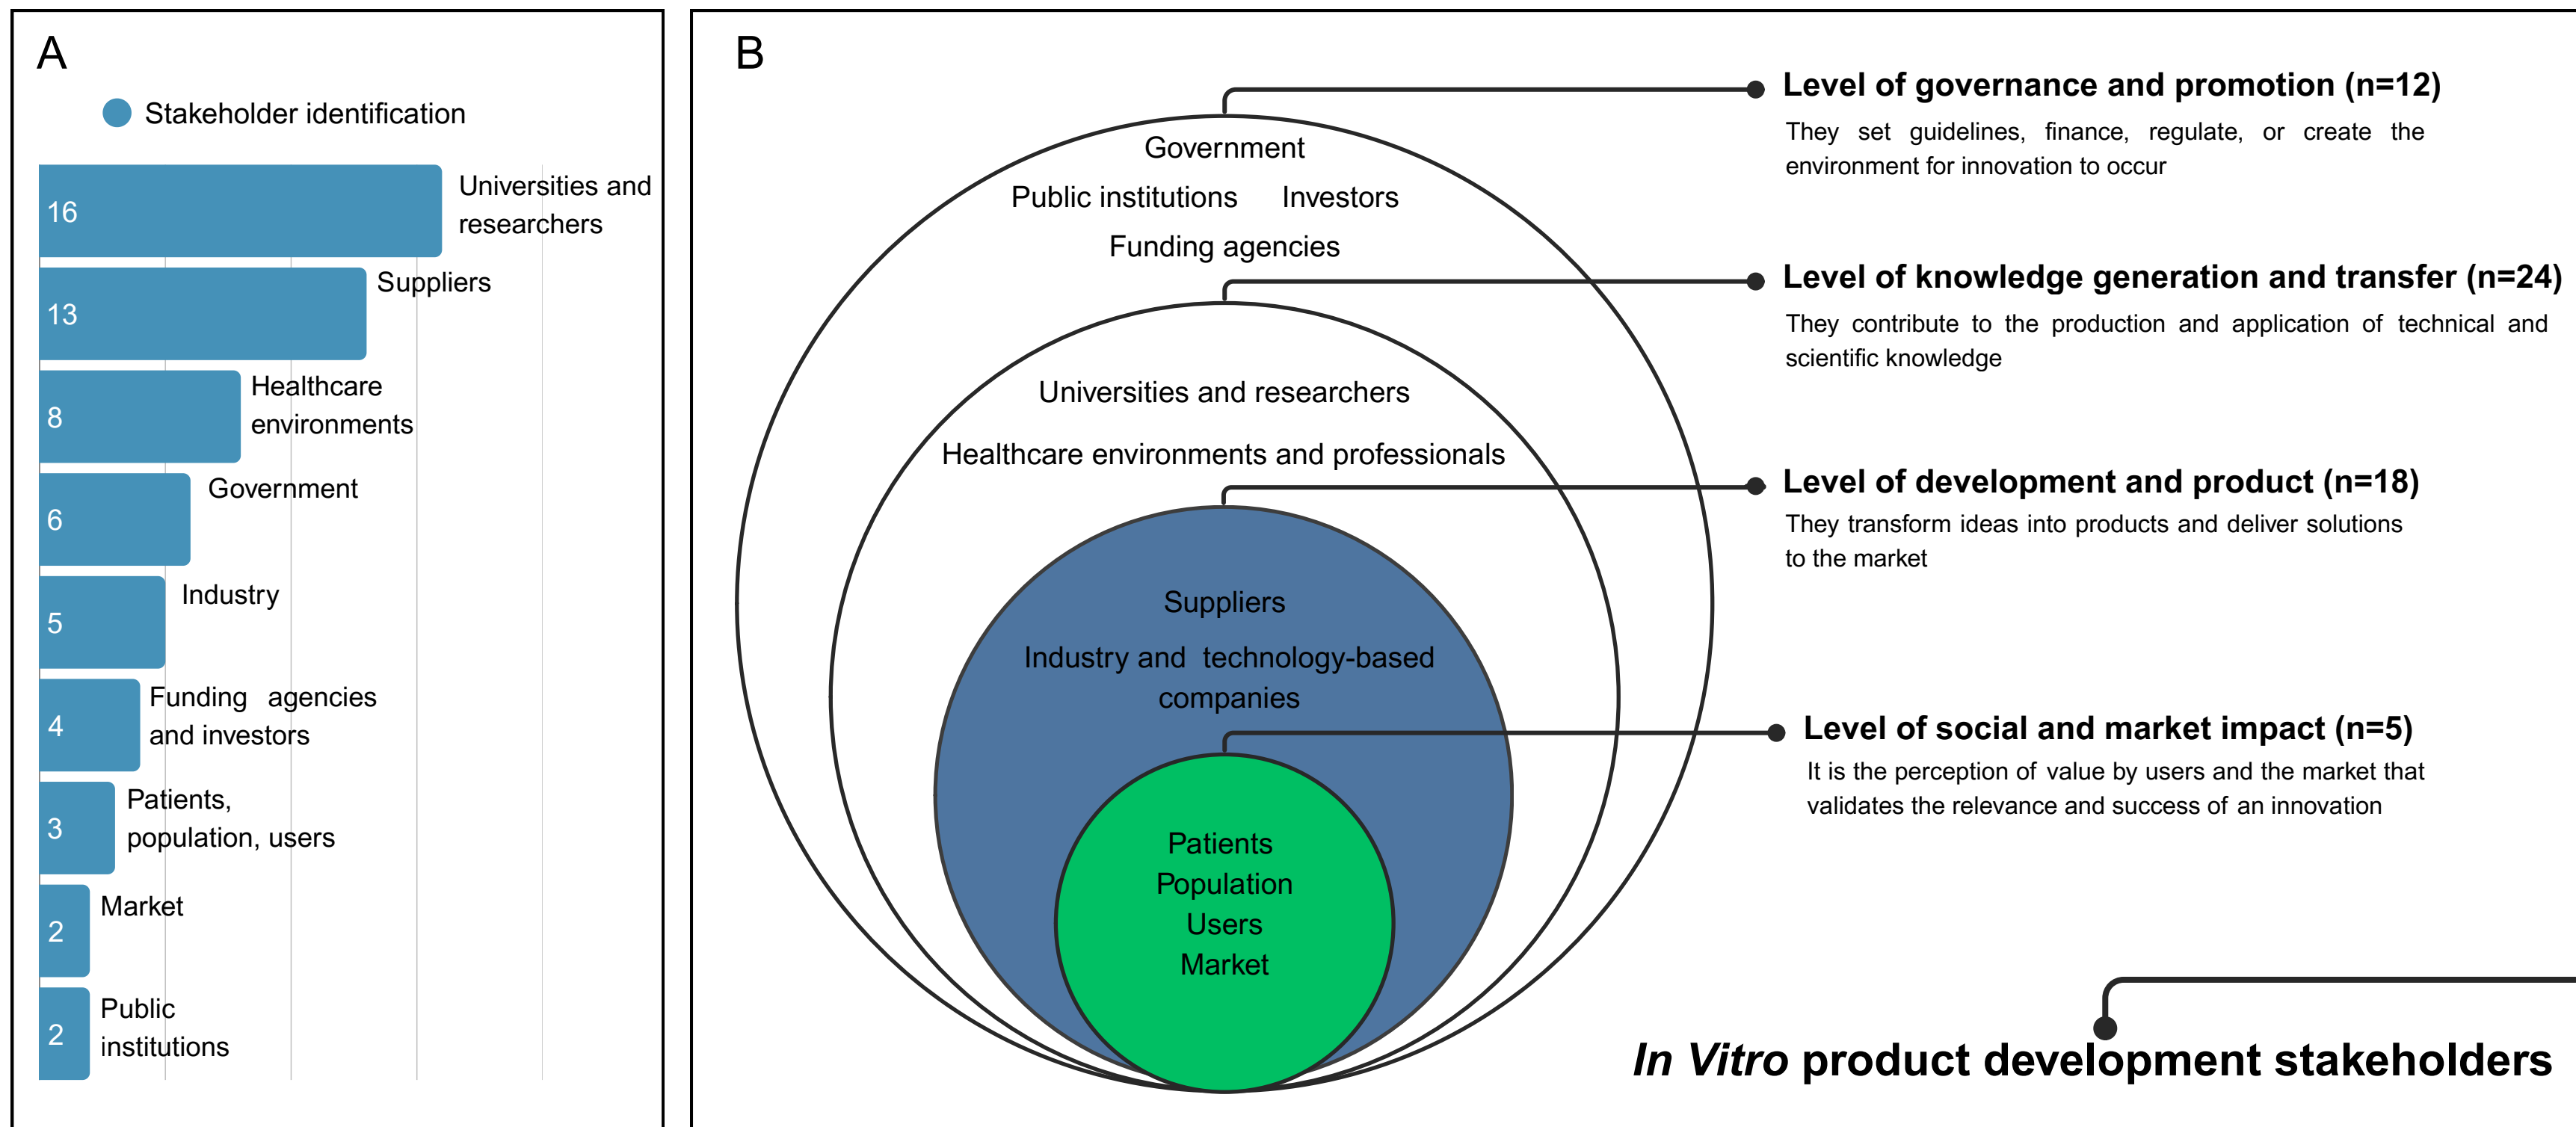 A
Stakeholder identification
16
Universities and
researchers
13
Suppliers
8
Healthcare
environments
6
Government
5
Industry
4
Funding agencies
and investors
3
Patients,
population, users
2
Market
2
Public
institutions
B
Government
Public institutions Investors
Funding agencies
Universities and researchers
Healthcare environments and professionals
Suppliers
Industry and technology-based
companies
Patients
Population
Users
Market
Level of governance and promotion (n=12)
They set guidelines, finance, regulate, or create the
environment for innovation to occur
Level of knowledge generation and transfer (n=24)
They contribute to the production and application of technical and
scientific knowledge
Level of development and product (n=18)
They transform ideas into products and deliver solutions
to the market
Level of social and market impact (n=5)
It is the perception of value by users and the market that
validates the relevance and success of an innovation
In Vitro product development stakeholders